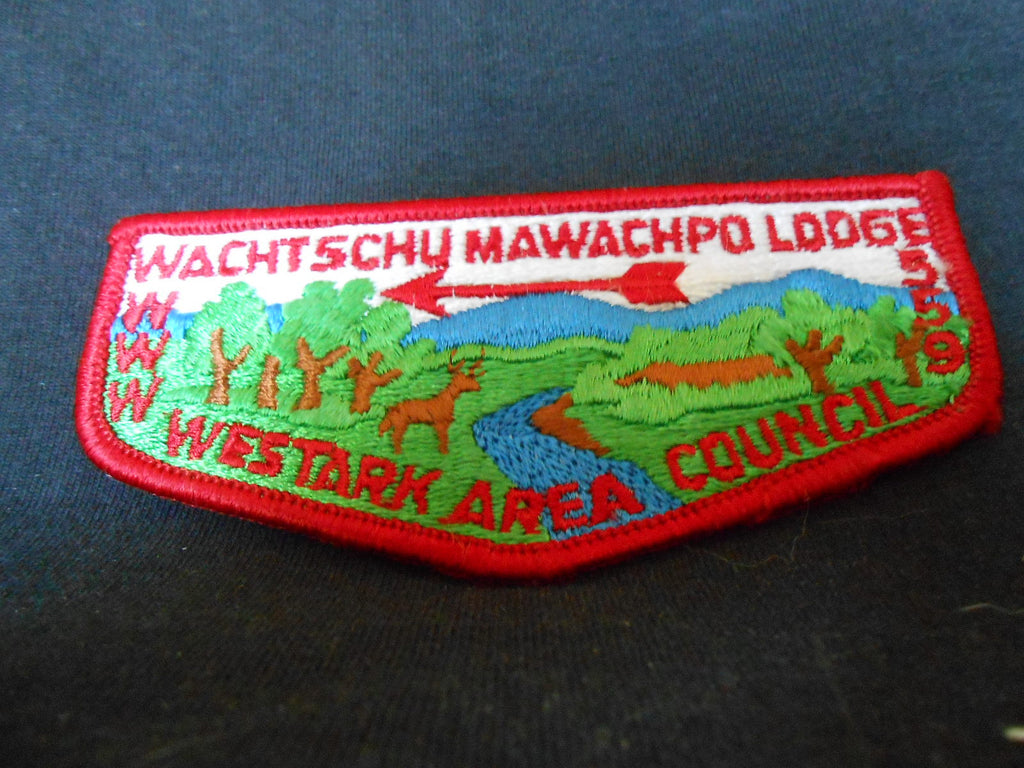 WACHTSCHU MAWACHPO LODGE
559
WWW
WESTARK AREA COUNCIL